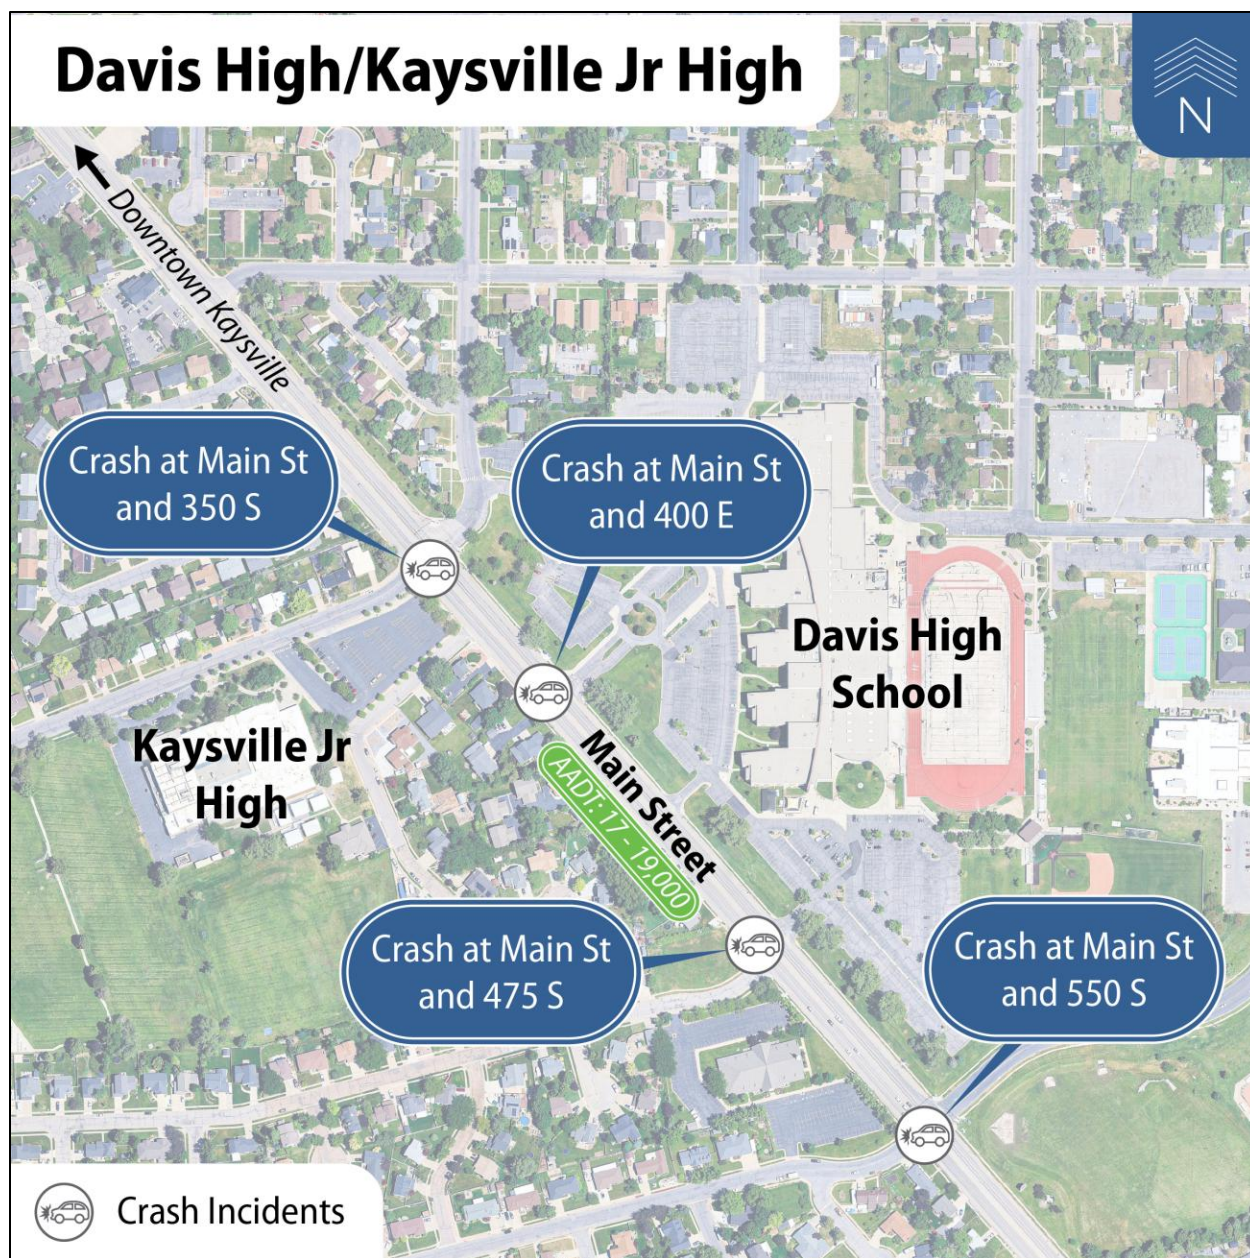 Davis High/Kaysville Jr High
N
Downtown Kaysville
Crash at Main St
and 350 S
Crash at Main St
and 400 E
Davis High
School
Kaysville Jr
High
Main Street
AADT: 17 - 19,000
Crash at Main St
and 475 S
Crash at Main St
and 550 S
Crash Incidents